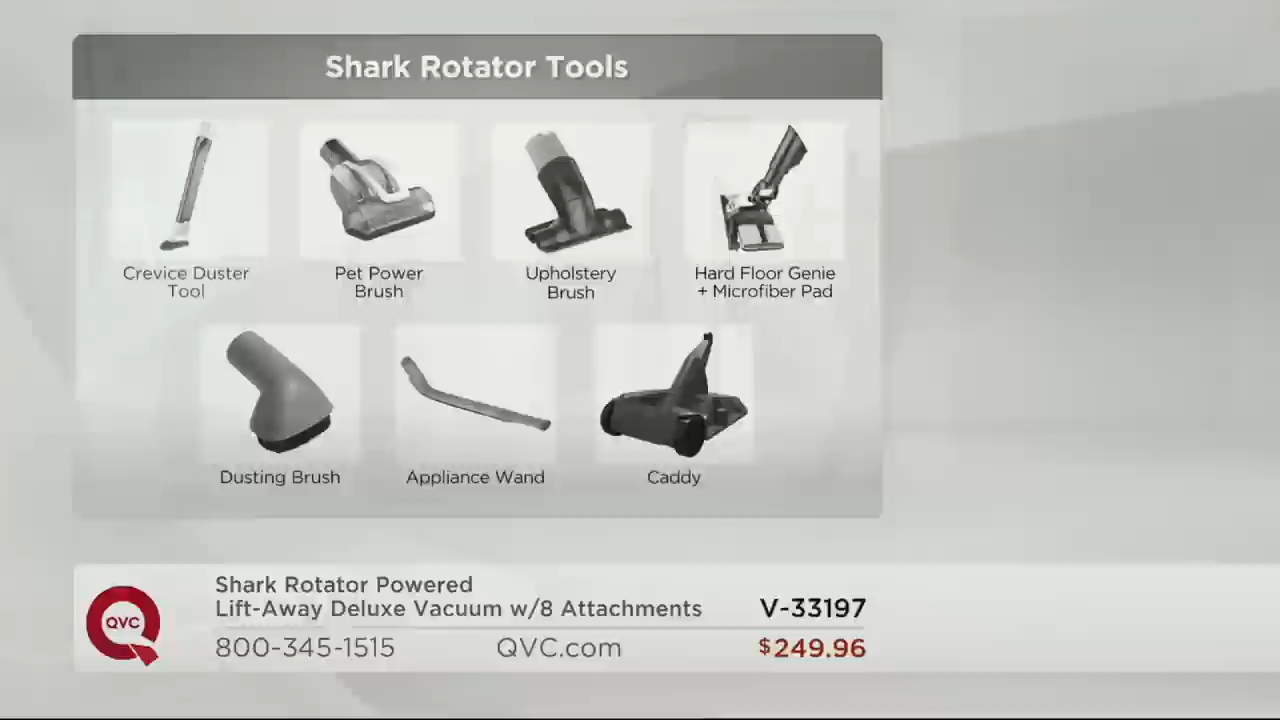 Shark Rotator Tools
Crevice Duster
Tool
Pet Power
Brush
Upholstery
Brush
Hard Floor Genie
+ Microfiber Pad
Dusting Brush
Appliance Wand
Caddy
QVC
Shark Rotator Powered
Lift-Away Deluxe Vacuum w/8 Attachments
V-33197
800-345-1515
QVC.com
$249.96